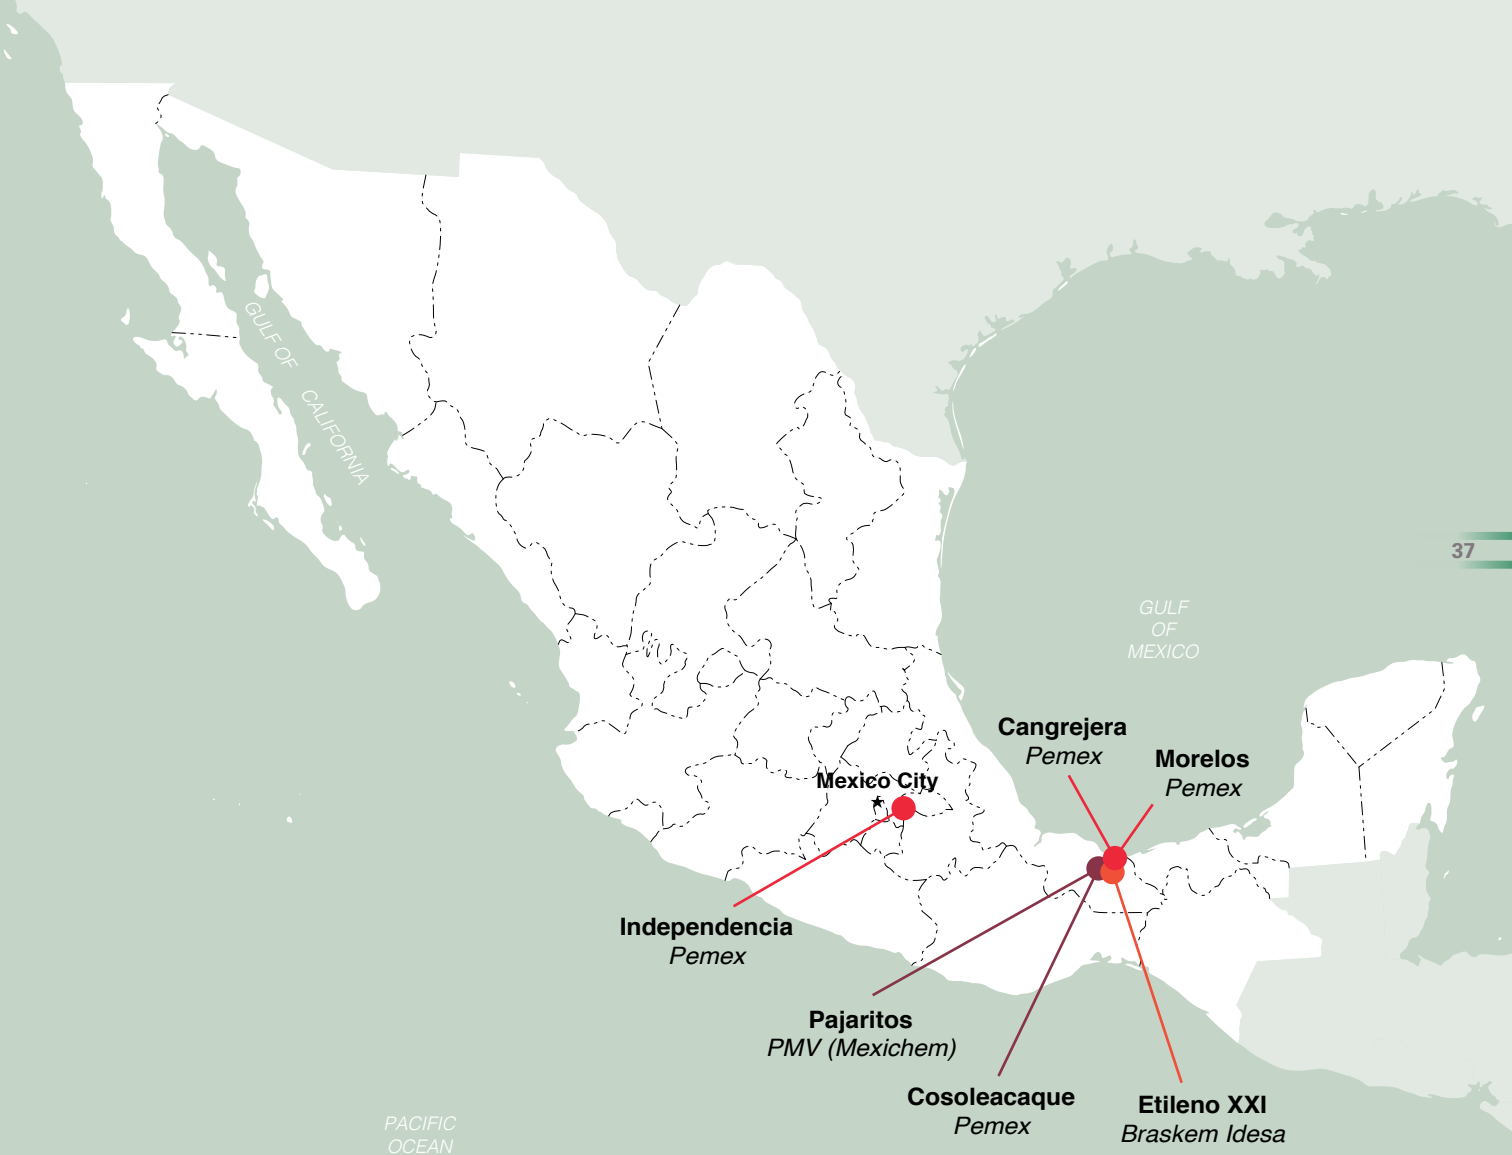 GULF OF
CALIFORNIA
37
GULF
OF
MEXICO
Cangrejera
Pemex
Morelos
Pemex
Mexico City
Independencia
Pemex
Pajaritos
PMV (Mexichem)
Cosoleacaque
Pemex
Etileno XXI
Braskem Idesa
PACIFIC
OCEAN